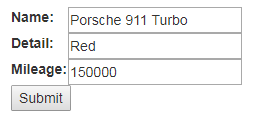 Name: Porsche 911 Turbo
Detail: Red
Mileage: 150000
Submit